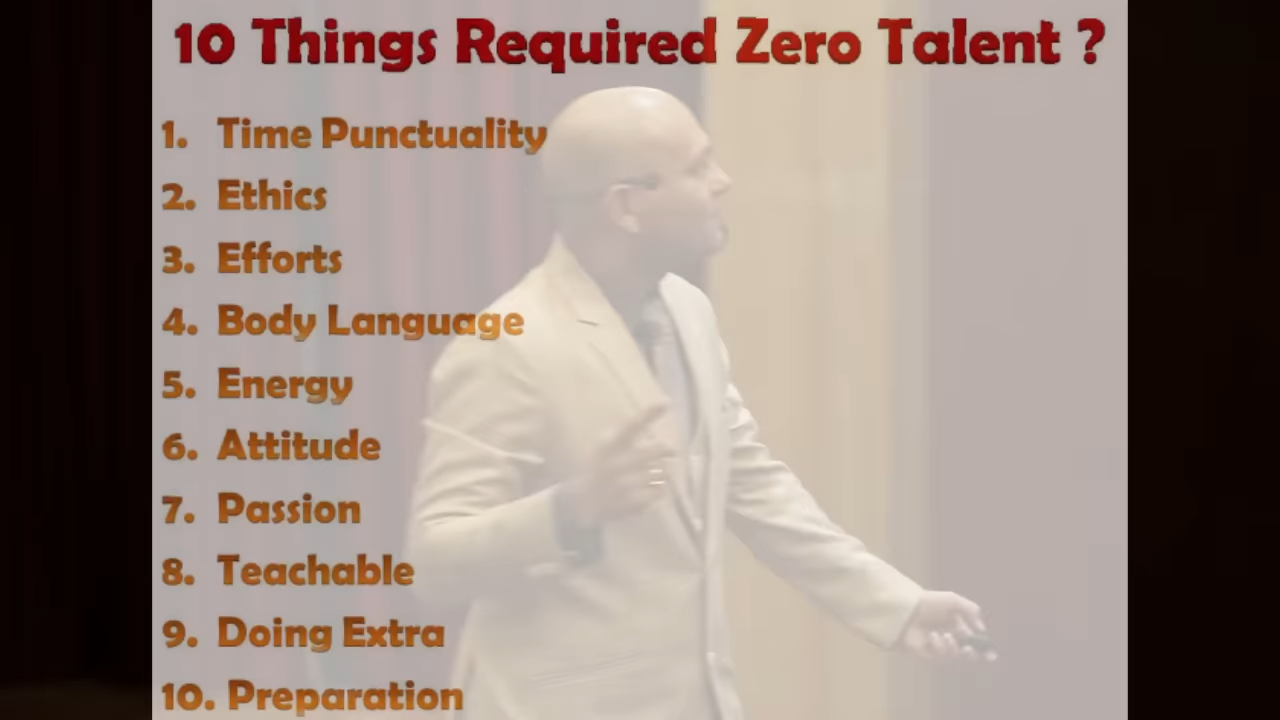 10 Things Required Zero Talent ?
1. Time Punctuality
2. Ethics
3. Efforts
4. Body Language
5. Energy
6. Attitude
7. Passion
8. Teachable
9. Doing Extra
10. Preparation